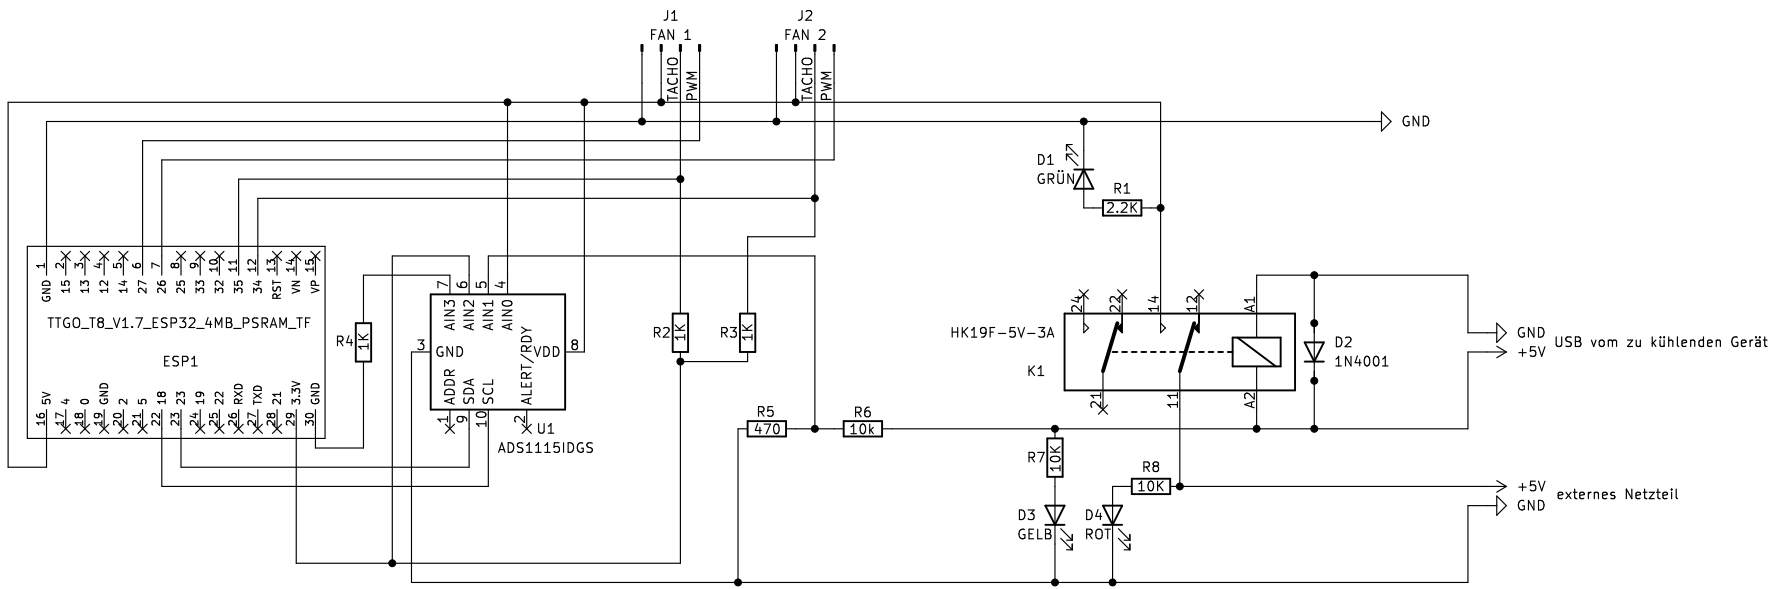 J1
FAN 1
TACHO
PWM
J2
FAN 2
TACHO
PWM
GND
D1
GRÜN
R1
2.2K
1 2 3 4 5 6 7 8 9 10 11 12 13 14 15
GND 15 13 12 14 27 26 25 33 32 35 34 RST VN VP
TTGO_T8_V1.7_ESP32_4MB_PSRAM_TF
ESP1
5V 4 0 GND 2 5 18 23 19 22 RXD TXD 21 3.3V GND
16 17 18 19 20 21 22 23 24 25 26 27 28 29 30
R4
1K
7 6 5 4
AIN3 AIN2 AIN1 AIN0
3 GND
VDD 8
ADDR SDA SCL ALERT/RDY
1 9 10 2
U1
ADS1115IDGS
R2
1K
R3
1K
24 22 14 12 A1
HK19F-5V-3A
K1
21 11 A2
D2
1N4001
GND
+5V
USB vom zu kühlenden Gerät
R5
470
R6
10k
R7
10K
R8
10K
D3
GELB
D4
ROT
+5V
GND
externes Netzteil